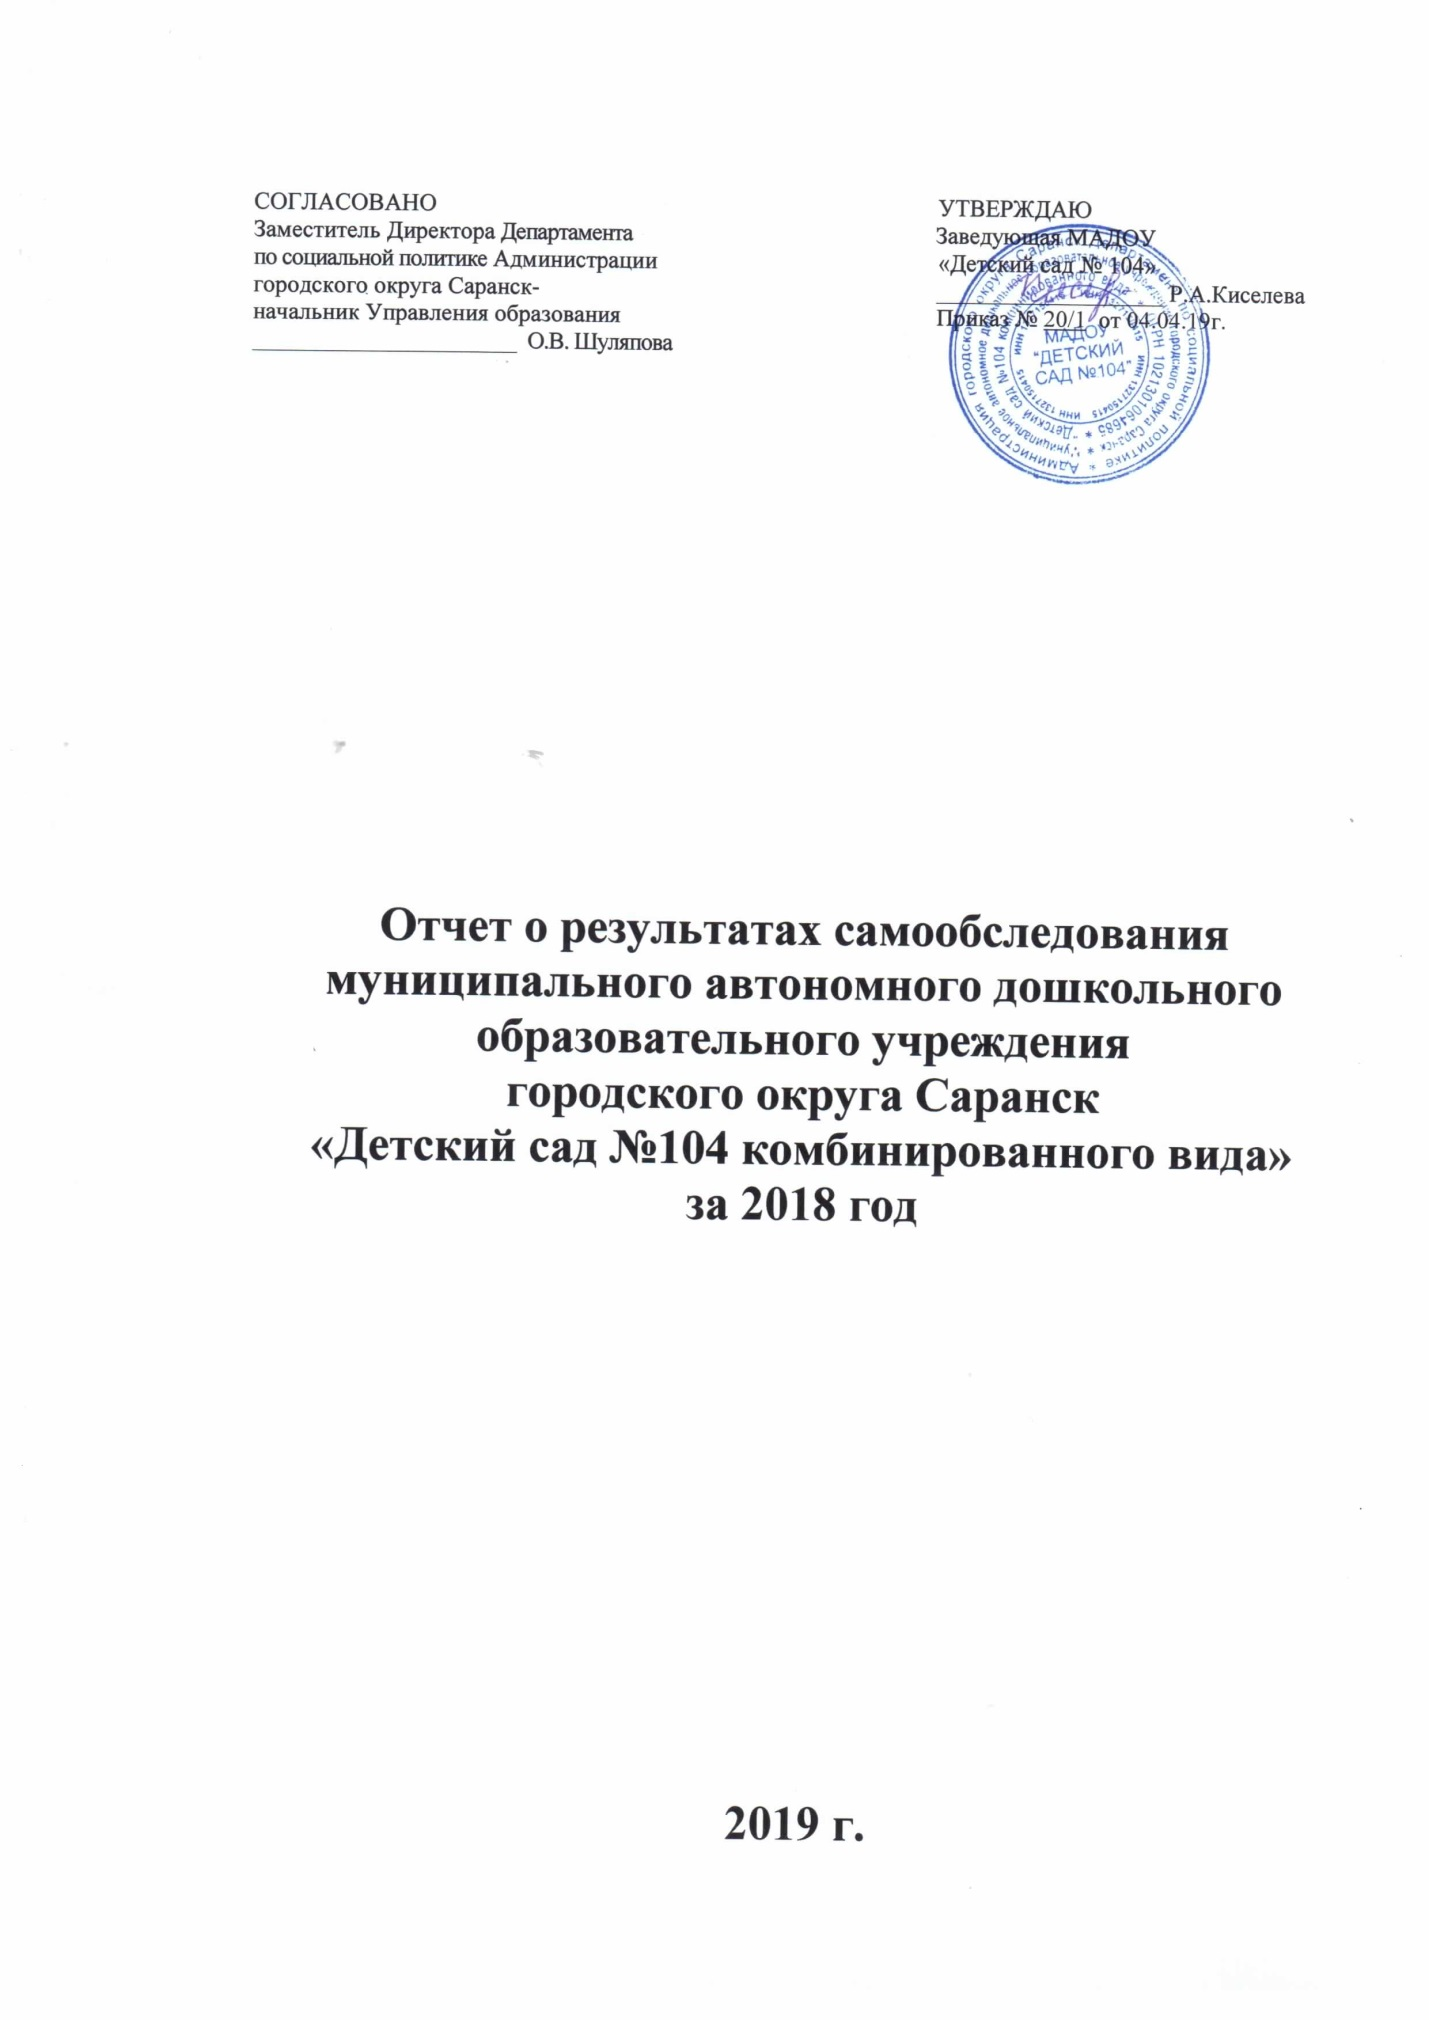 СОГЛАСОВАНО
Заместитель Директора Департамента
по социальной политике Администрации
городского округа Саранск-
начальник Управления образования
О.В. Шуляпова
УТВЕРЖДАЮ
Заведующая МАДОУ
«Детский сад № 104»
Р.А.Киселева
Приказ № 20/1 от 04.04.19г.
МАДОУ
"ДЕТСКИЙ
САД №104"
Отчет о результатах самообследования
муниципального автономного дошкольного
образовательного учреждения
городского округа Саранск
«Детский сад №104 комбинированного вида»
за 2018 год
2019 г.